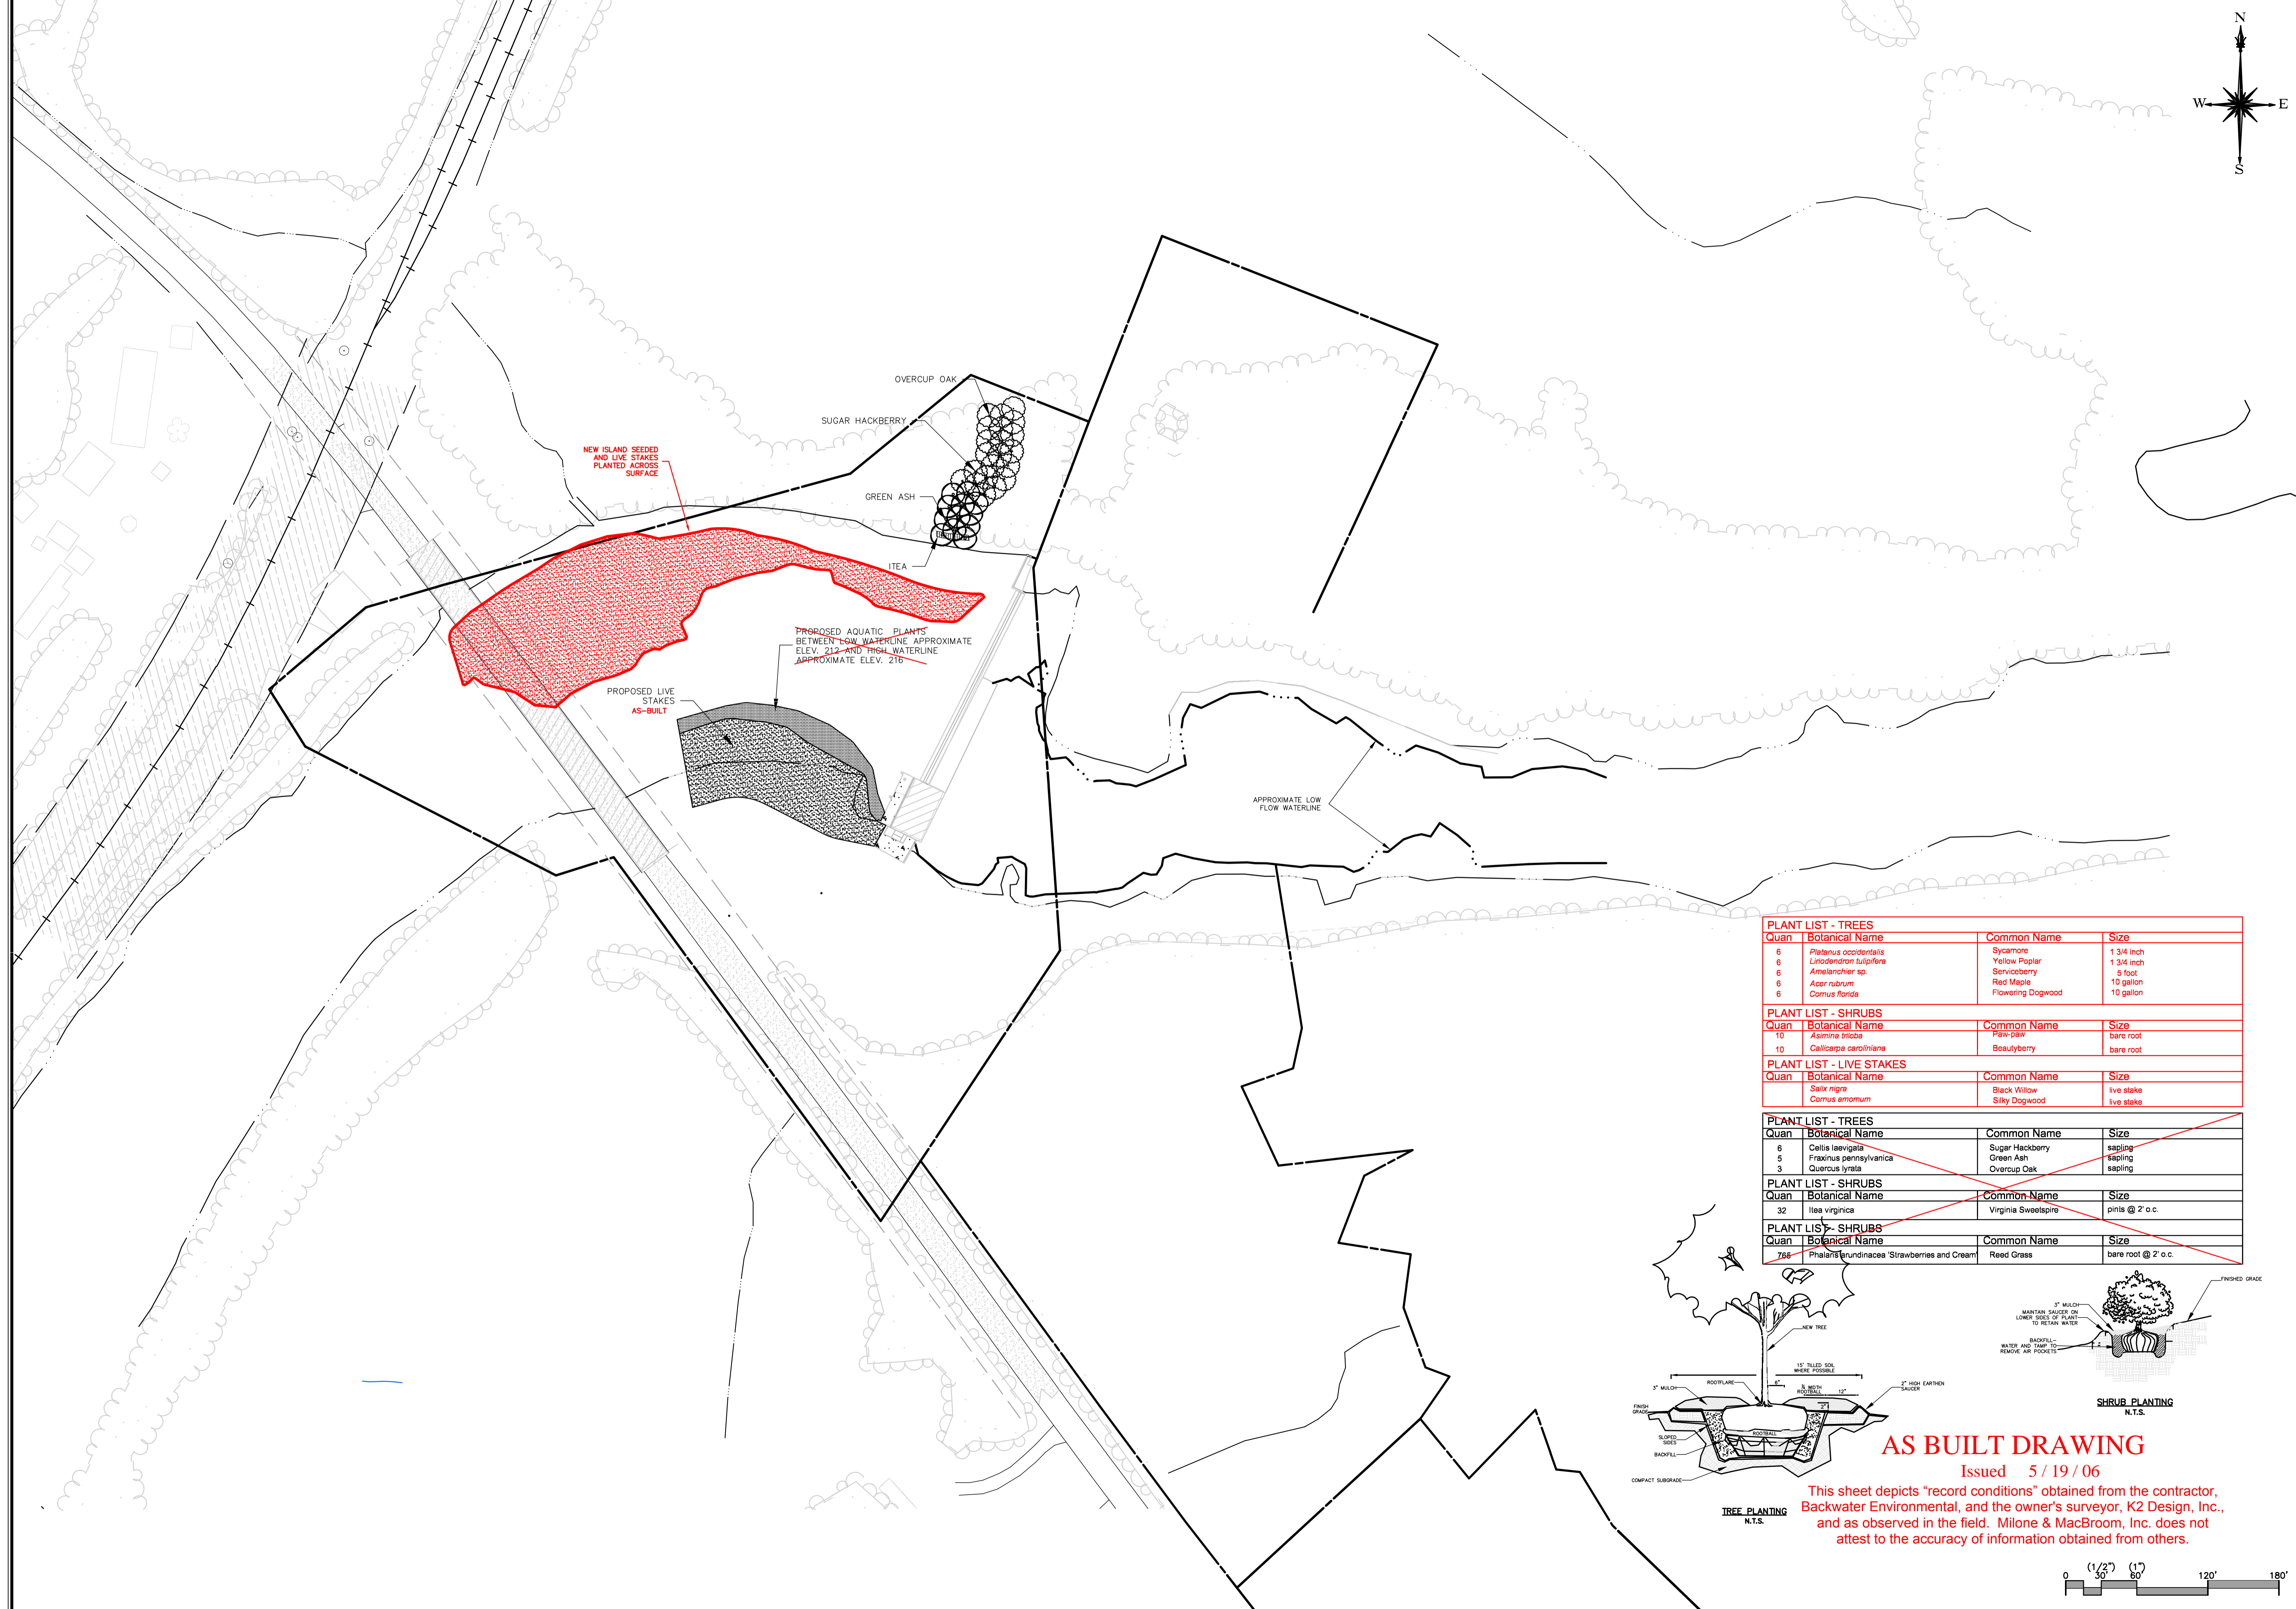 N
W E
S
OVERCUP OAK
SUGAR HACKBERRY
NEW ISLAND SEEDED
AND LIVE STAKES
PLANTED ACROSS
SURFACE
GREEN ASH
ITEA
PROPOSED AQUATIC PLANTS
BETWEEN LOW WATERLINE APPROXIMATE
ELEV. 212 AND HIGH WATERLINE
APPROXIMATE ELEV. 216
PROPOSED LIVE
STAKES
AS-BUILT
APPROXIMATE LOW
FLOW WATERLINE
PLANT LIST - TREES
Quan Botanical Name Common Name Size
6 Platanus occidentalis Sycamore 1 3/4 inch
6 Liriodendron tulipifera Yellow Poplar 1 3/4 inch
6 Amelanchier sp. Serviceberry 5 foot
6 Acer rubrum Red Maple 10 gallon
6 Cornus florida Flowering Dogwood 10 gallon
PLANT LIST - SHRUBS
Quan Botanical Name Common Name Size
10 Asimina triloba Paw-paw bare root
10 Callicarpa caroliniana Beautyberry bare root
PLANT LIST - LIVE STAKES
Quan Botanical Name Common Name Size
Salix nigra Black Willow live stake
Cornus amomum Silky Dogwood live stake
PLANT LIST - TREES
Quan Botanical Name Common Name Size
6 Celtis laevigata Sugar Hackberry sapling
5 Fraxinus pennsylvanica Green Ash sapling
3 Quercus lyrata Overcup Oak sapling
PLANT LIST - SHRUBS
Quan Botanical Name Common Name Size
32 Itea virginica Virginia Sweetspire pints @ 2' o.c.
PLANT LIST - SHRUBS
Quan Botanical Name Common Name Size
766 Phalaris arundinacea 'Strawberries and Cream' Reed Grass bare root @ 2' o.c.
FINISHED GRADE
3" MULCH
MAINTAIN SAUCER ON
LOWER SIDES OF PLANT
TO RETAIN WATER
BACKFILL-
WATER AND TAMP TO
REMOVE AIR POCKETS
SHRUB PLANTING
N.T.S.
NEW TREE
15' TILLED SOIL
WHERE POSSIBLE
ROOTFLARE
6"
ROOTBALL
12"
3" MULCH
2" HIGH EARTHEN
SAUCER
FINISH
GRADE
2"
SLOPED
SIDES
ROOTBALL
BACKFILL
COMPACT SUBGRADE
TREE PLANTING
N.T.S.
AS BUILT DRAWING
Issued 5 / 19 / 06
This sheet depicts “record conditions” obtained from the contractor,
Backwater Environmental, and the owner's surveyor, K2 Design, Inc.,
and as observed in the field. Milone & MacBroom, Inc. does not
attest to the accuracy of information obtained from others.
(1/2") (1")
0 30' 60' 120' 180'